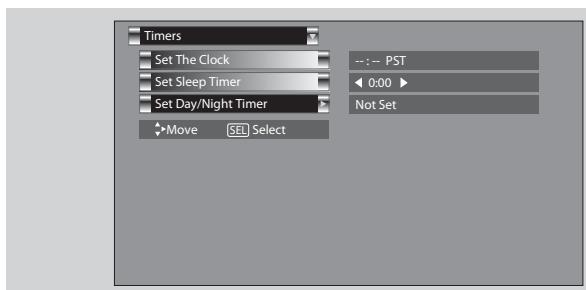 Timers
Set The Clock -- : -- PST
Set Sleep Timer 0:00
Set Day/Night Timer Not Set
Move SEL Select